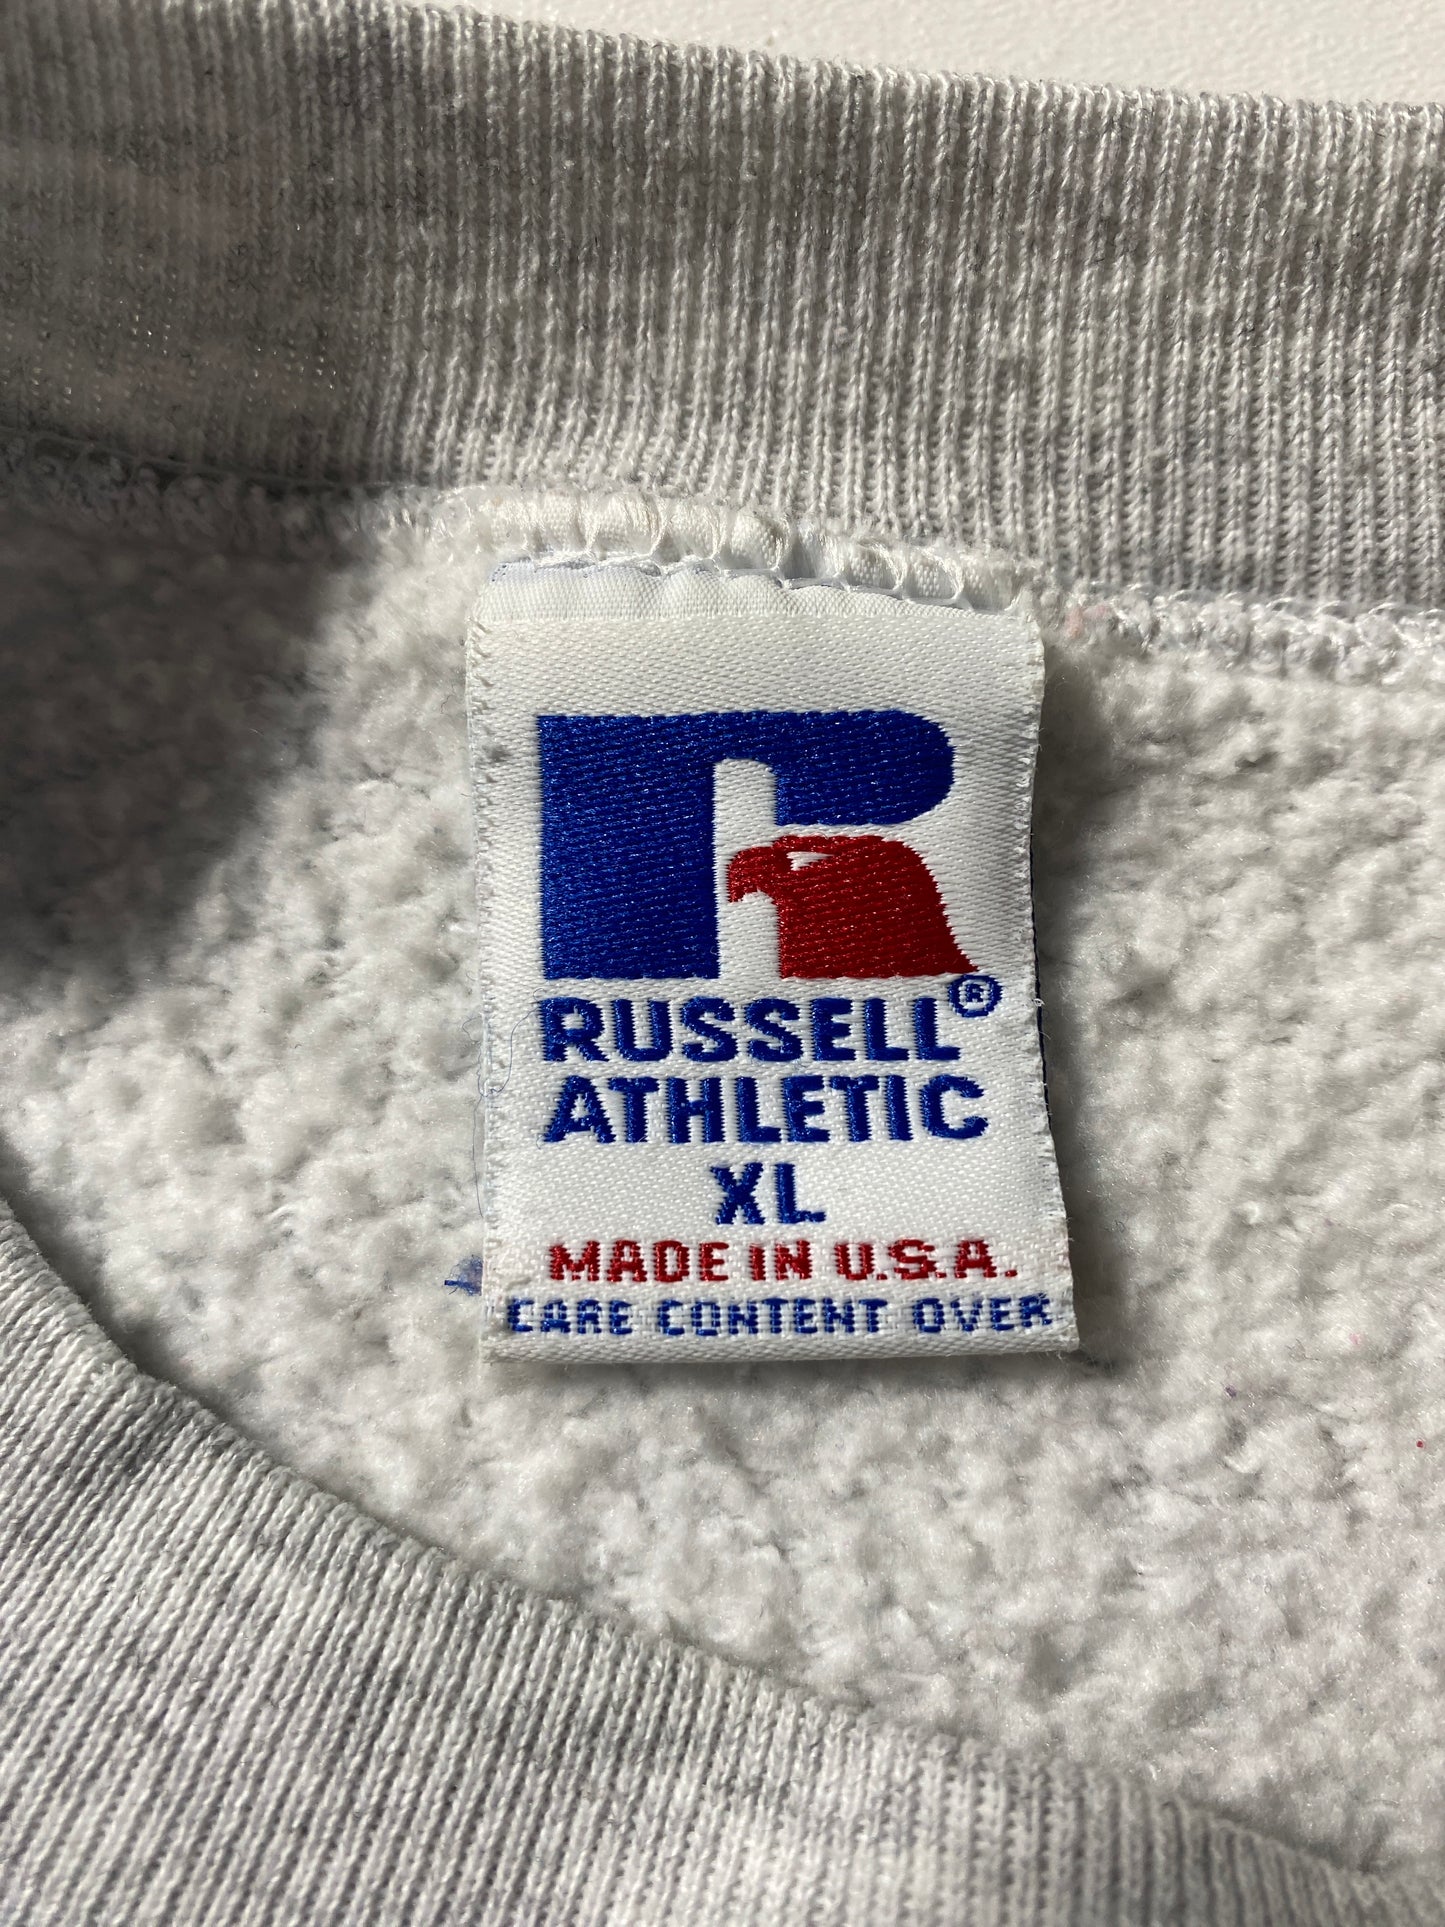 RUSSELL®
ATHLETIC
XL
MADE IN U.S.A.
CARE CONTENT OVER